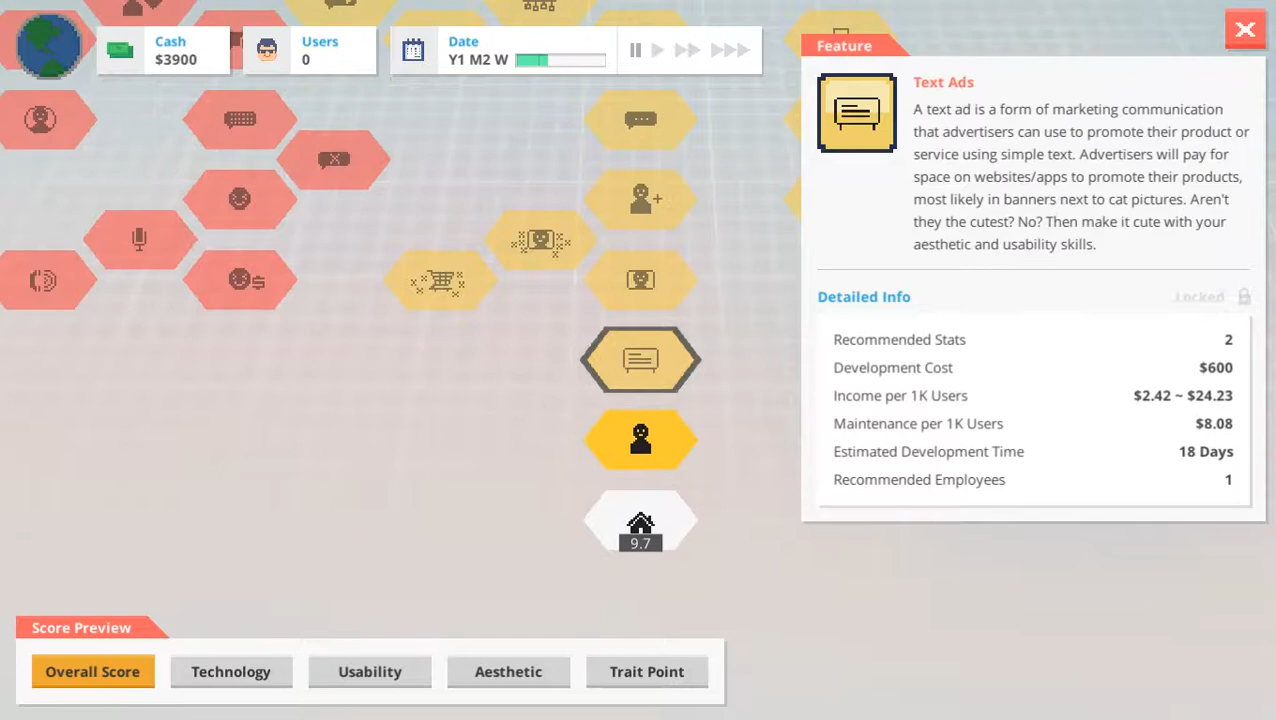 Cash
$3900
Users
0
Date
Y1 M2 W
Feature
Text Ads
A text ad is a form of marketing communication
that advertisers can use to promote their product or
service using simple text. Advertisers will pay for
space on websites/apps to promote their products,
most likely in banners next to cat pictures. Aren't
they the cutest? No? Then make it cute with your
aesthetic and usability skills.
Detailed Info
Locked
Recommended Stats 2
Development Cost $600
Income per 1K Users $2.42 ~ $24.23
Maintenance per 1K Users $8.08
Estimated Development Time 18 Days
Recommended Employees 1
9.7
Score Preview
Overall Score
Technology
Usability
Aesthetic
Trait Point